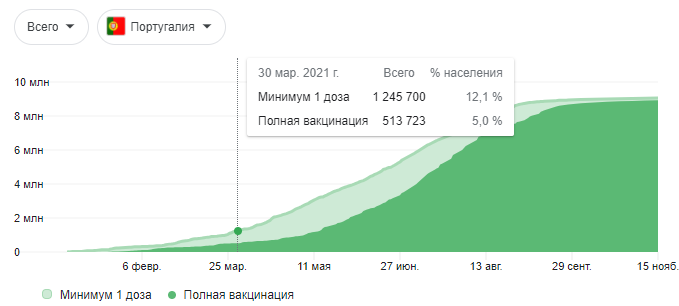 Всего Португалия
30 мар. 2021 г. Всего % населения
Минимум 1 доза 1 245 700 12,1 %
Полная вакцинация 513 723 5,0 %
10 млн
8 млн
6 млн
4 млн
2 млн
0
6 февр. 25 мар. 11 мая 27 июн. 13 авг. 29 сент. 15 нояб.
Минимум 1 доза Полная вакцинация